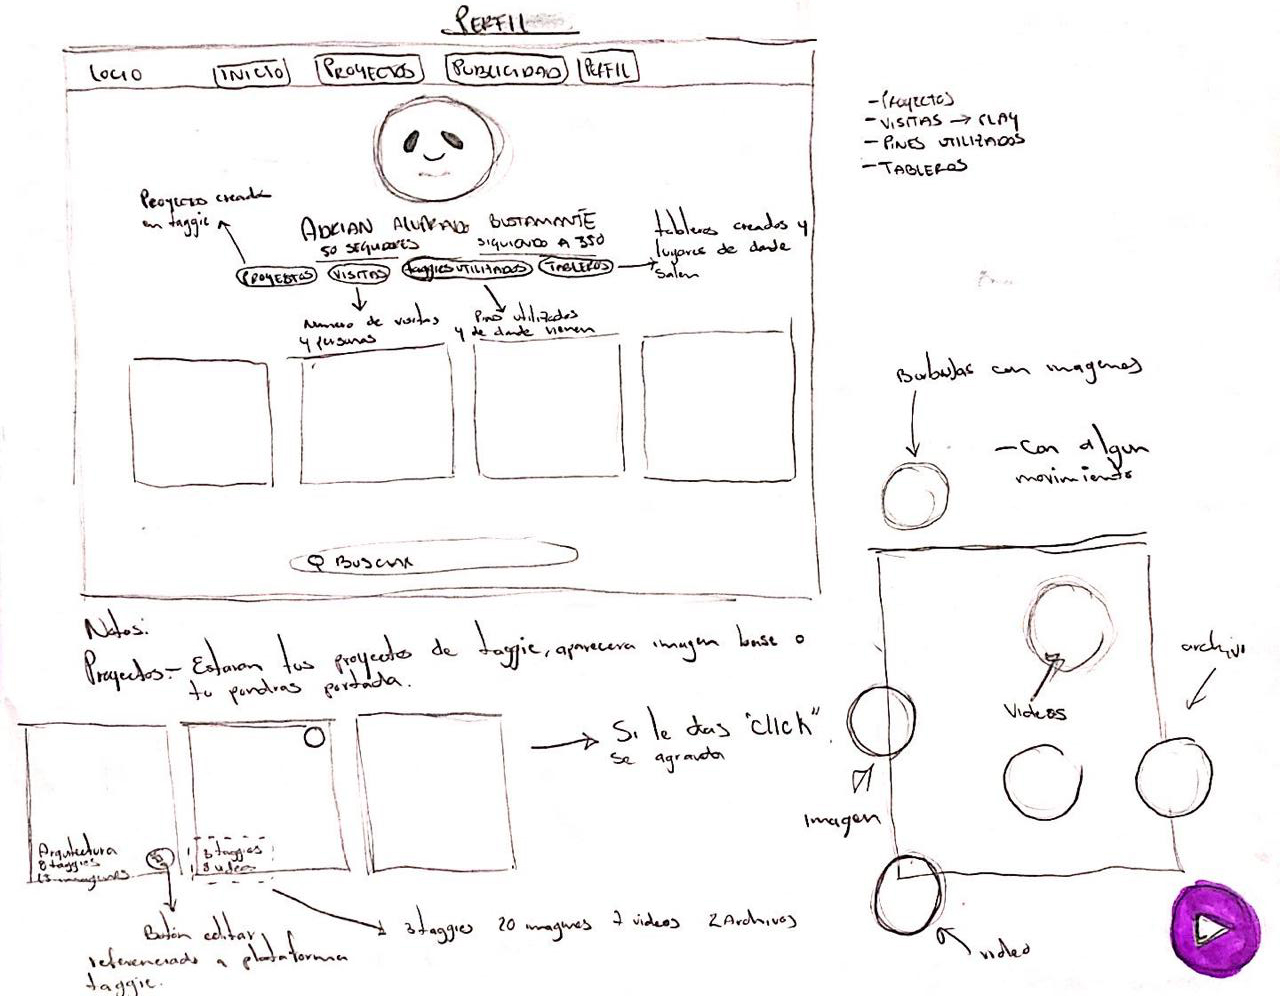 PERFIL
LOGO
INICIO
PROYECTOS
PUBLICIDAD
PERFIL
- PROYECTOS
- VISITAS → PLAY
- PINES UTILIZADOS
- TABLEROS
Proyecto creado
en taggie
ADRIAN ALVARADO BUSTAMANTE
50 SEGUIDORES
SIGUIENDO A 350
PROYECTOS
VISITAS
taggies UTILIZADOS
TABLEROS
tableros creados y
lugares de donde
Salen
Numero de visitas
y personas
Pines utilizados
y de donde vienen
Buscar
Burbujas con imagenes
- Con algun
movimiento
Notas:
Proyectos - Estaran tus proyectos de taggie, aparecera imagen base o
tu pondras portada.
Arquitectura
8 taggies
13 imagenes
3 taggies
Si le das "click"
se agranda
Botón editar,
referenciado a plataforma
taggie.
3 taggies 20 imagenes 7 videos 2 Archivos
Videos
archivo
Imagen
video